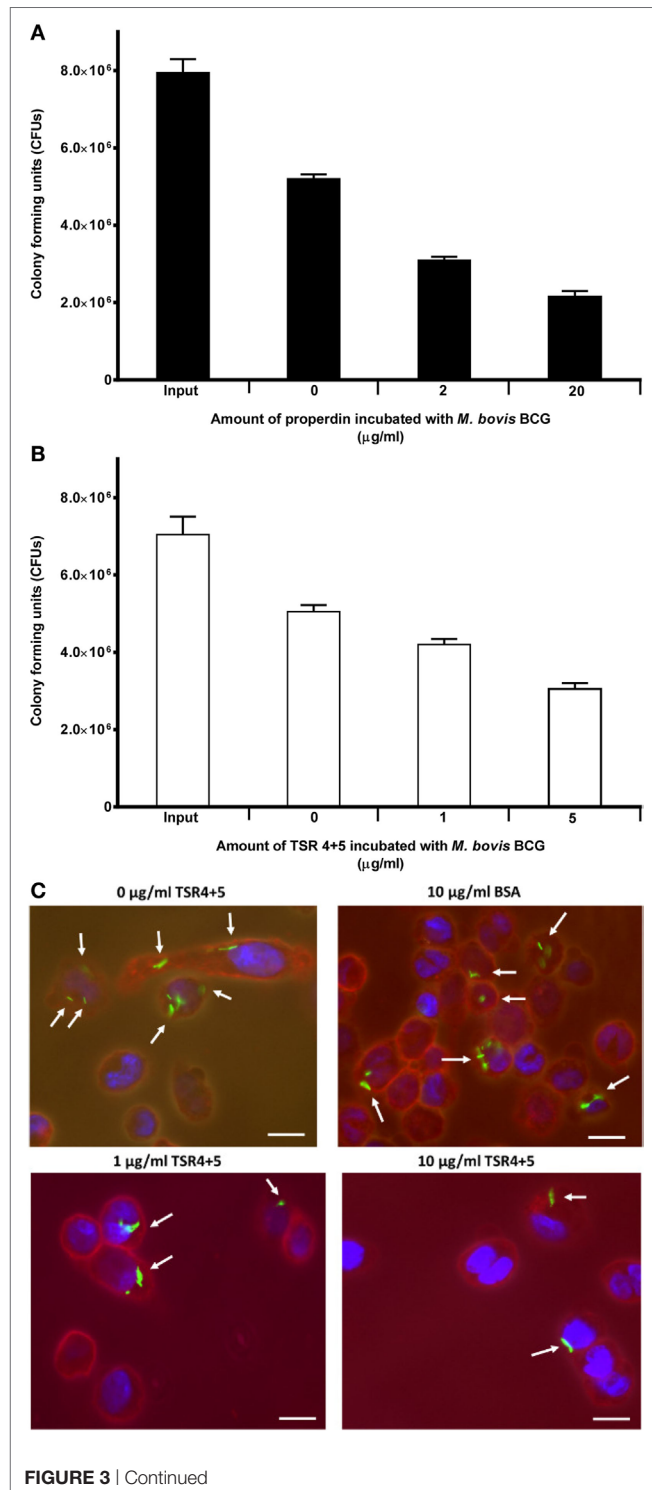 A
Colony forming units (CFUs)
8.0×10⁶
6.0×10⁶
4.0×10⁶
2.0×10⁶
0
Input 0 2 20
Amount of properdin incubated with M. bovis BCG
(μg/ml)
B
Colony forming units (CFUs)
8.0×10⁶
6.0×10⁶
4.0×10⁶
2.0×10⁶
0
Input 0 1 5
Amount of TSR 4+5 incubated with M. bovis BCG
(μg/ml)
C
0 μg/ml TSR4+5 10 μg/ml BSA
1 μg/ml TSR4+5 10 μg/ml TSR4+5
FIGURE 3 | Continued